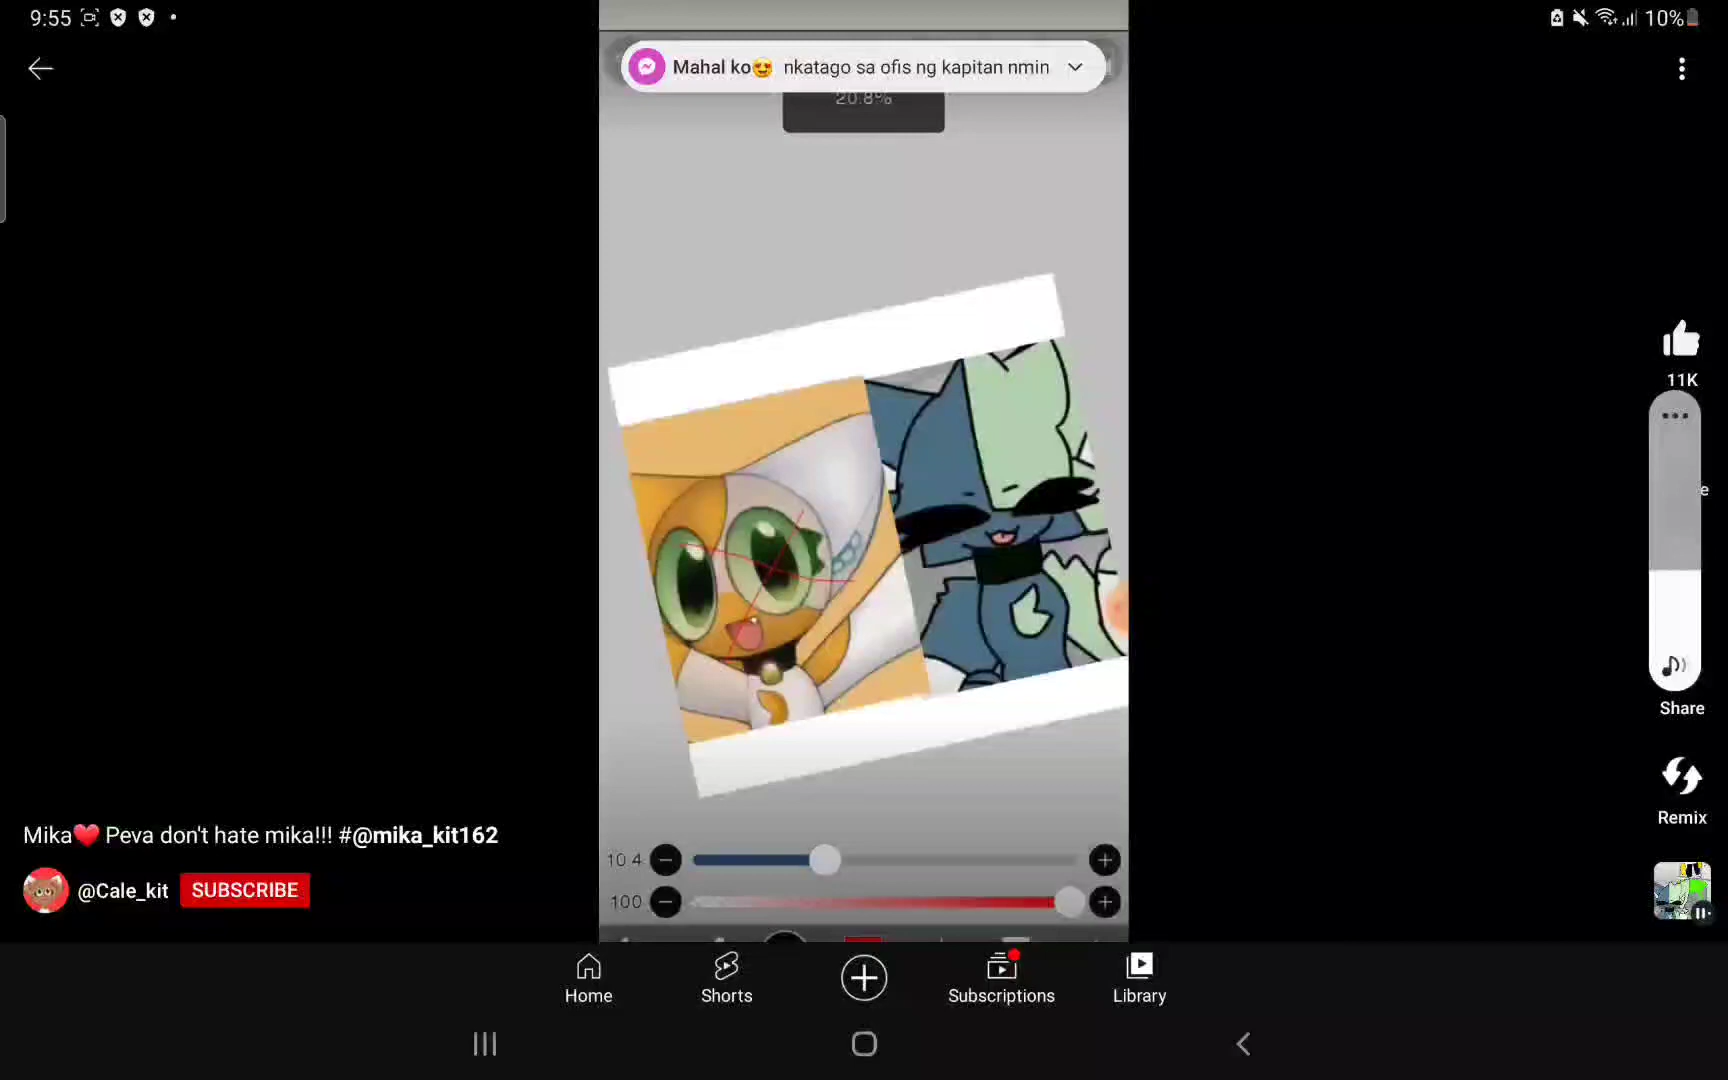 9:55
10%
Mahal ko😍 nkatago sa ofis ng kapitan nmin
20.8%
11K
e
Share
Remix
Mika❤️ Peva don't hate mika!!! #@mika_kit162
@Cale_kit SUBSCRIBE
10 4
100
Home
Shorts
Subscriptions
Library